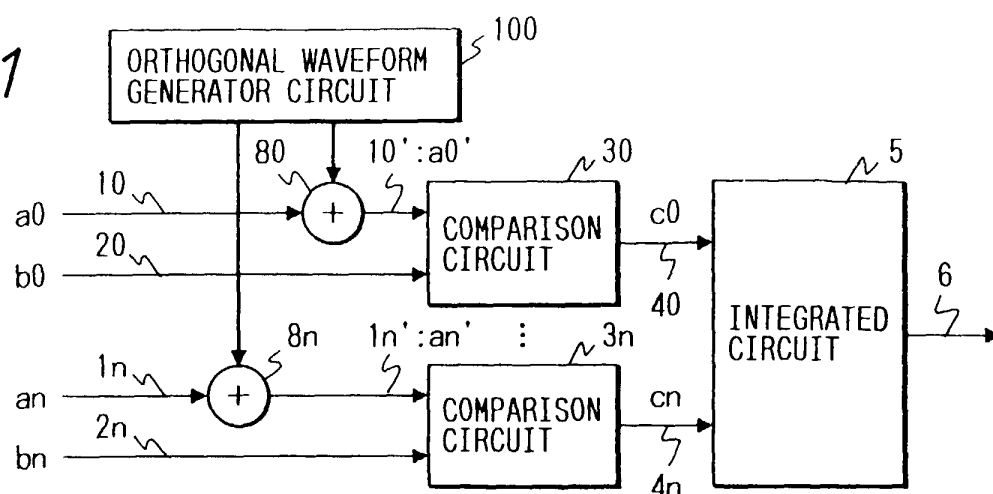 1
100
ORTHOGONAL WAVEFORM
GENERATOR CIRCUIT
80
10':a0'
30
5
10
a0
+
COMPARISON
CIRCUIT
c0
20
b0
40
6
INTEGRATED
CIRCUIT
8n
1n':an'
⋮
3n
1n
an
+
COMPARISON
CIRCUIT
cn
2n
bn
4n